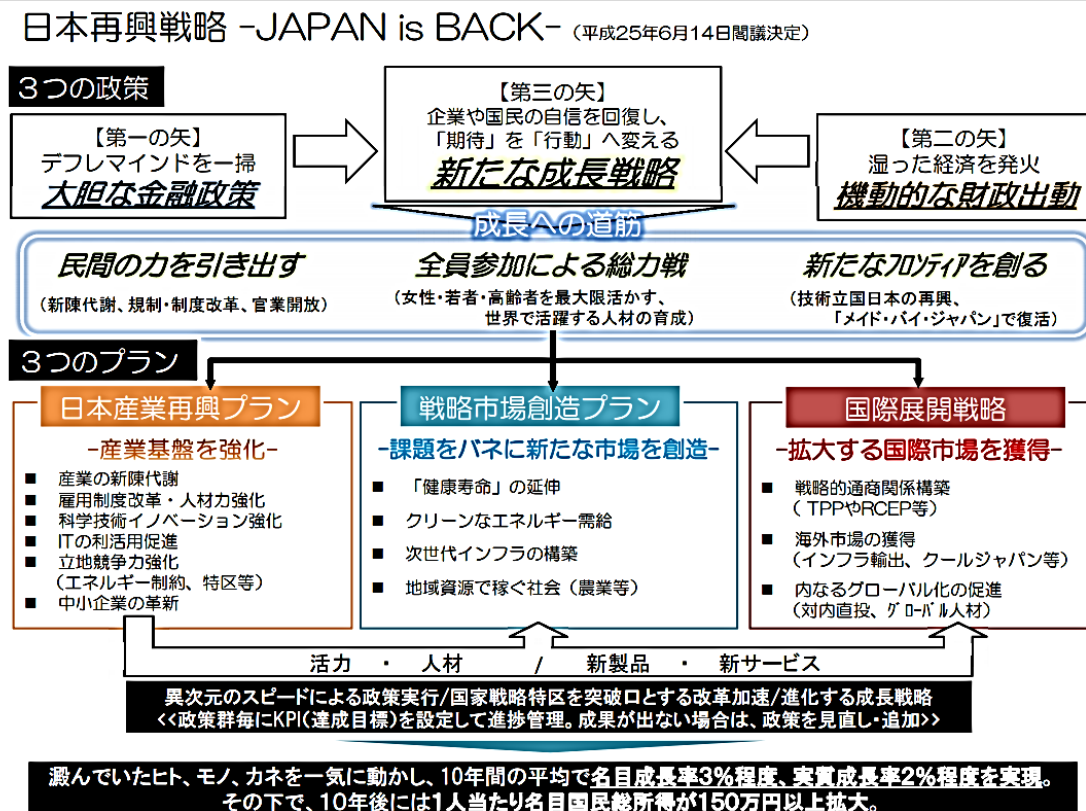 日本再興戦略 -JAPAN is BACK- (平成25年6月14日閣議決定)
3つの政策
【第一の矢】
デフレマインドを一掃
大胆な金融政策
【第三の矢】
企業や国民の自信を回復し、
「期待」を「行動」へ変える
新たな成長戦略
【第二の矢】
湿った経済を発火
機動的な財政出動
成長への道筋
民間の力を引き出す
(新陳代謝、規制・制度改革、官業開放)
全員参加による総力戦
(女性・若者・高齢者を最大限活かす、
世界で活躍する人材の育成)
新たなフロンティアを創る
(技術立国日本の再興、
「メイド・バイ・ジャパン」で復活)
3つのプラン
日本産業再興プラン
-産業基盤を強化-
■ 産業の新陳代謝
■ 雇用制度改革・人材力強化
■ 科学技術イノベーション強化
■ ITの利活用促進
■ 立地競争力強化
(エネルギー制約、特区等)
■ 中小企業の革新
戦略市場創造プラン
-課題をバネに新たな市場を創造-
■ 「健康寿命」の延伸
■ クリーンなエネルギー需給
■ 次世代インフラの構築
■ 地域資源で稼ぐ社会(農業等)
国際展開戦略
-拡大する国際市場を獲得-
■ 戦略的通商関係構築
( TPPやRCEP等)
■ 海外市場の獲得
(インフラ輸出、クールジャパン等)
■ 内なるグローバル化の促進
(対内直投、グローバル人材)
活力 ・ 人材 / 新製品 ・ 新サービス
異次元のスピードによる政策実行/国家戦略特区を突破口とする改革加速/進化する成長戦略
<<政策群毎にKPI(達成目標)を設定して進捗管理。成果が出ない場合は、政策を見直し・追加>>
澱んでいたヒト、モノ、カネを一気に動かし、10年間の平均で名目成長率3%程度、実質成長率2%程度を実現。
その下で、10年後には1人当たり名目国民総所得が150万円以上拡大。